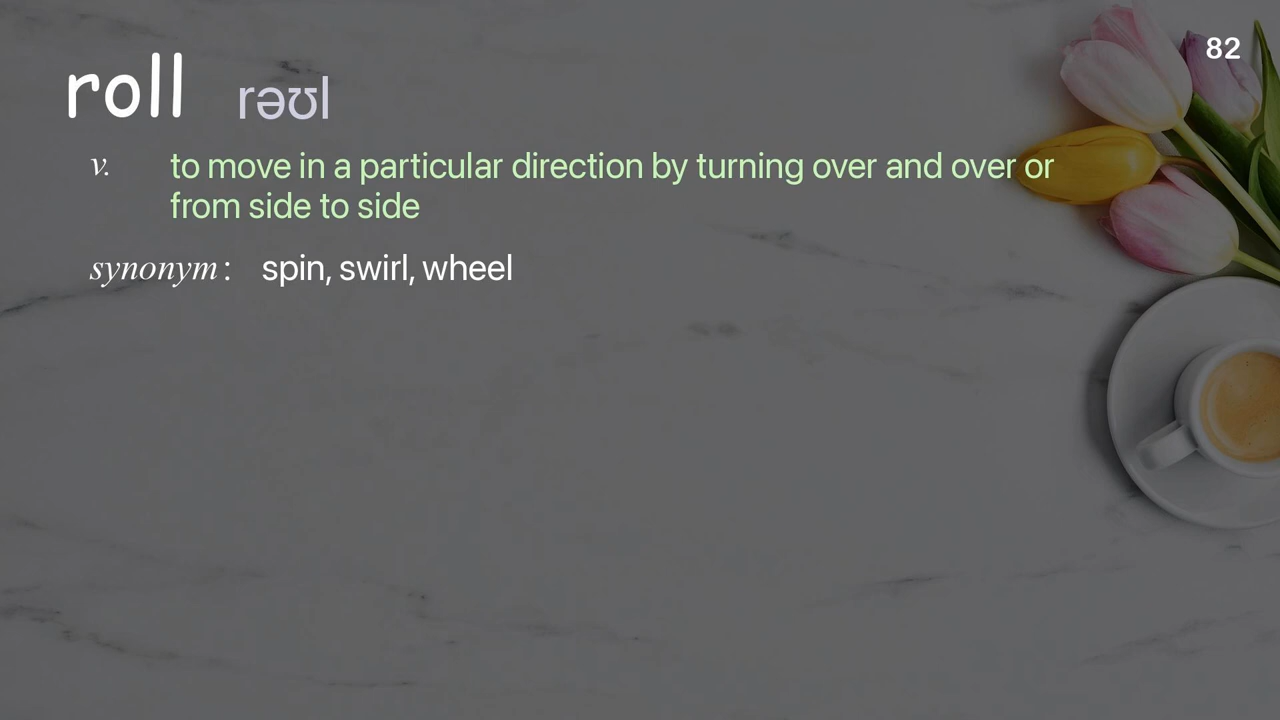 82
roll rəʊl
v. to move in a particular direction by turning over and over or
from side to side
synonym: spin, swirl, wheel